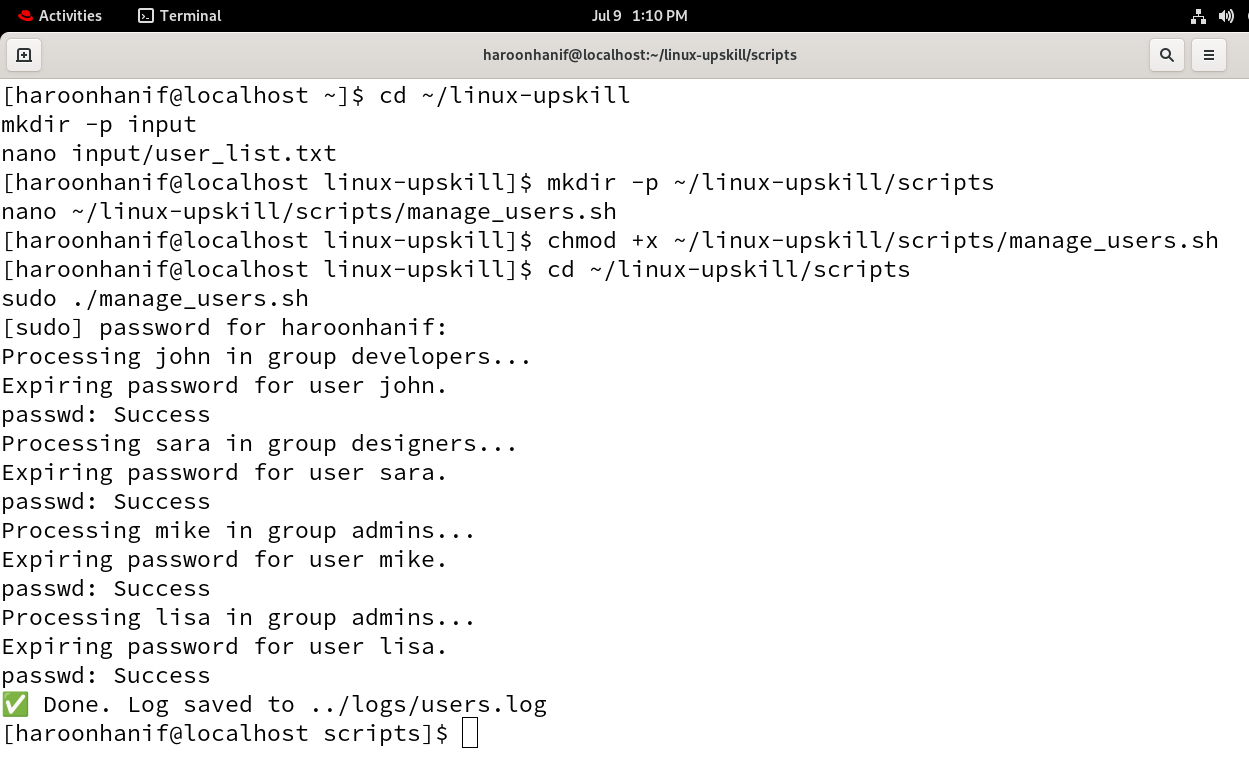 Activities Terminal Jul 9 1:10 PM
haroonhanif@localhost:~/linux-upskill/scripts
[haroonhanif@localhost ~]$ cd ~/linux-upskill
mkdir -p input
nano input/user_list.txt
[haroonhanif@localhost linux-upskill]$ mkdir -p ~/linux-upskill/scripts
nano ~/linux-upskill/scripts/manage_users.sh
[haroonhanif@localhost linux-upskill]$ chmod +x ~/linux-upskill/scripts/manage_users.sh
[haroonhanif@localhost linux-upskill]$ cd ~/linux-upskill/scripts
sudo ./manage_users.sh
[sudo] password for haroonhanif:
Processing john in group developers...
Expiring password for user john.
passwd: Success
Processing sara in group designers...
Expiring password for user sara.
passwd: Success
Processing mike in group admins...
Expiring password for user mike.
passwd: Success
Processing lisa in group admins...
Expiring password for user lisa.
passwd: Success
✅ Done. Log saved to ../logs/users.log
[haroonhanif@localhost scripts]$